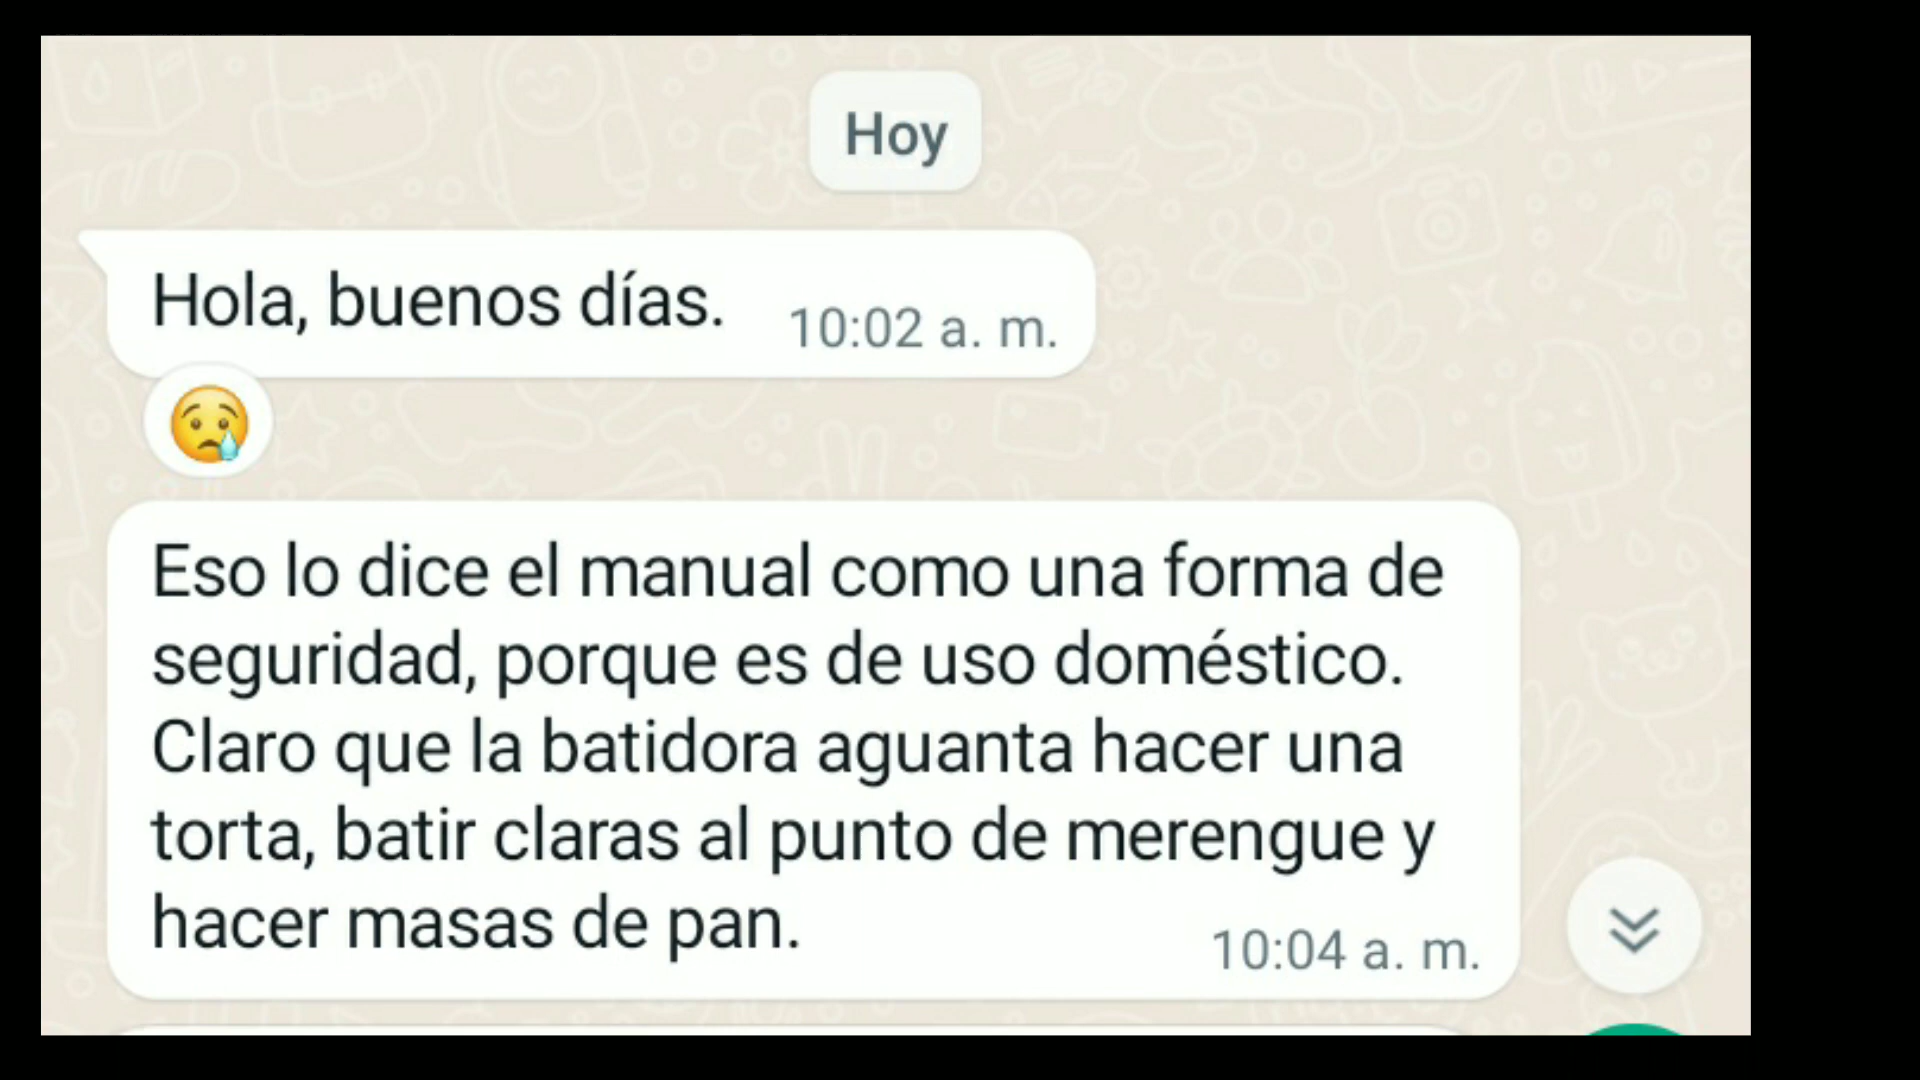 Hoy
Hola, buenos días.
10:02 a. m.
Eso lo dice el manual como una forma de
seguridad, porque es de uso doméstico.
Claro que la batidora aguanta hacer una
torta, batir claras al punto de merengue y
hacer masas de pan.
10:04 a. m.